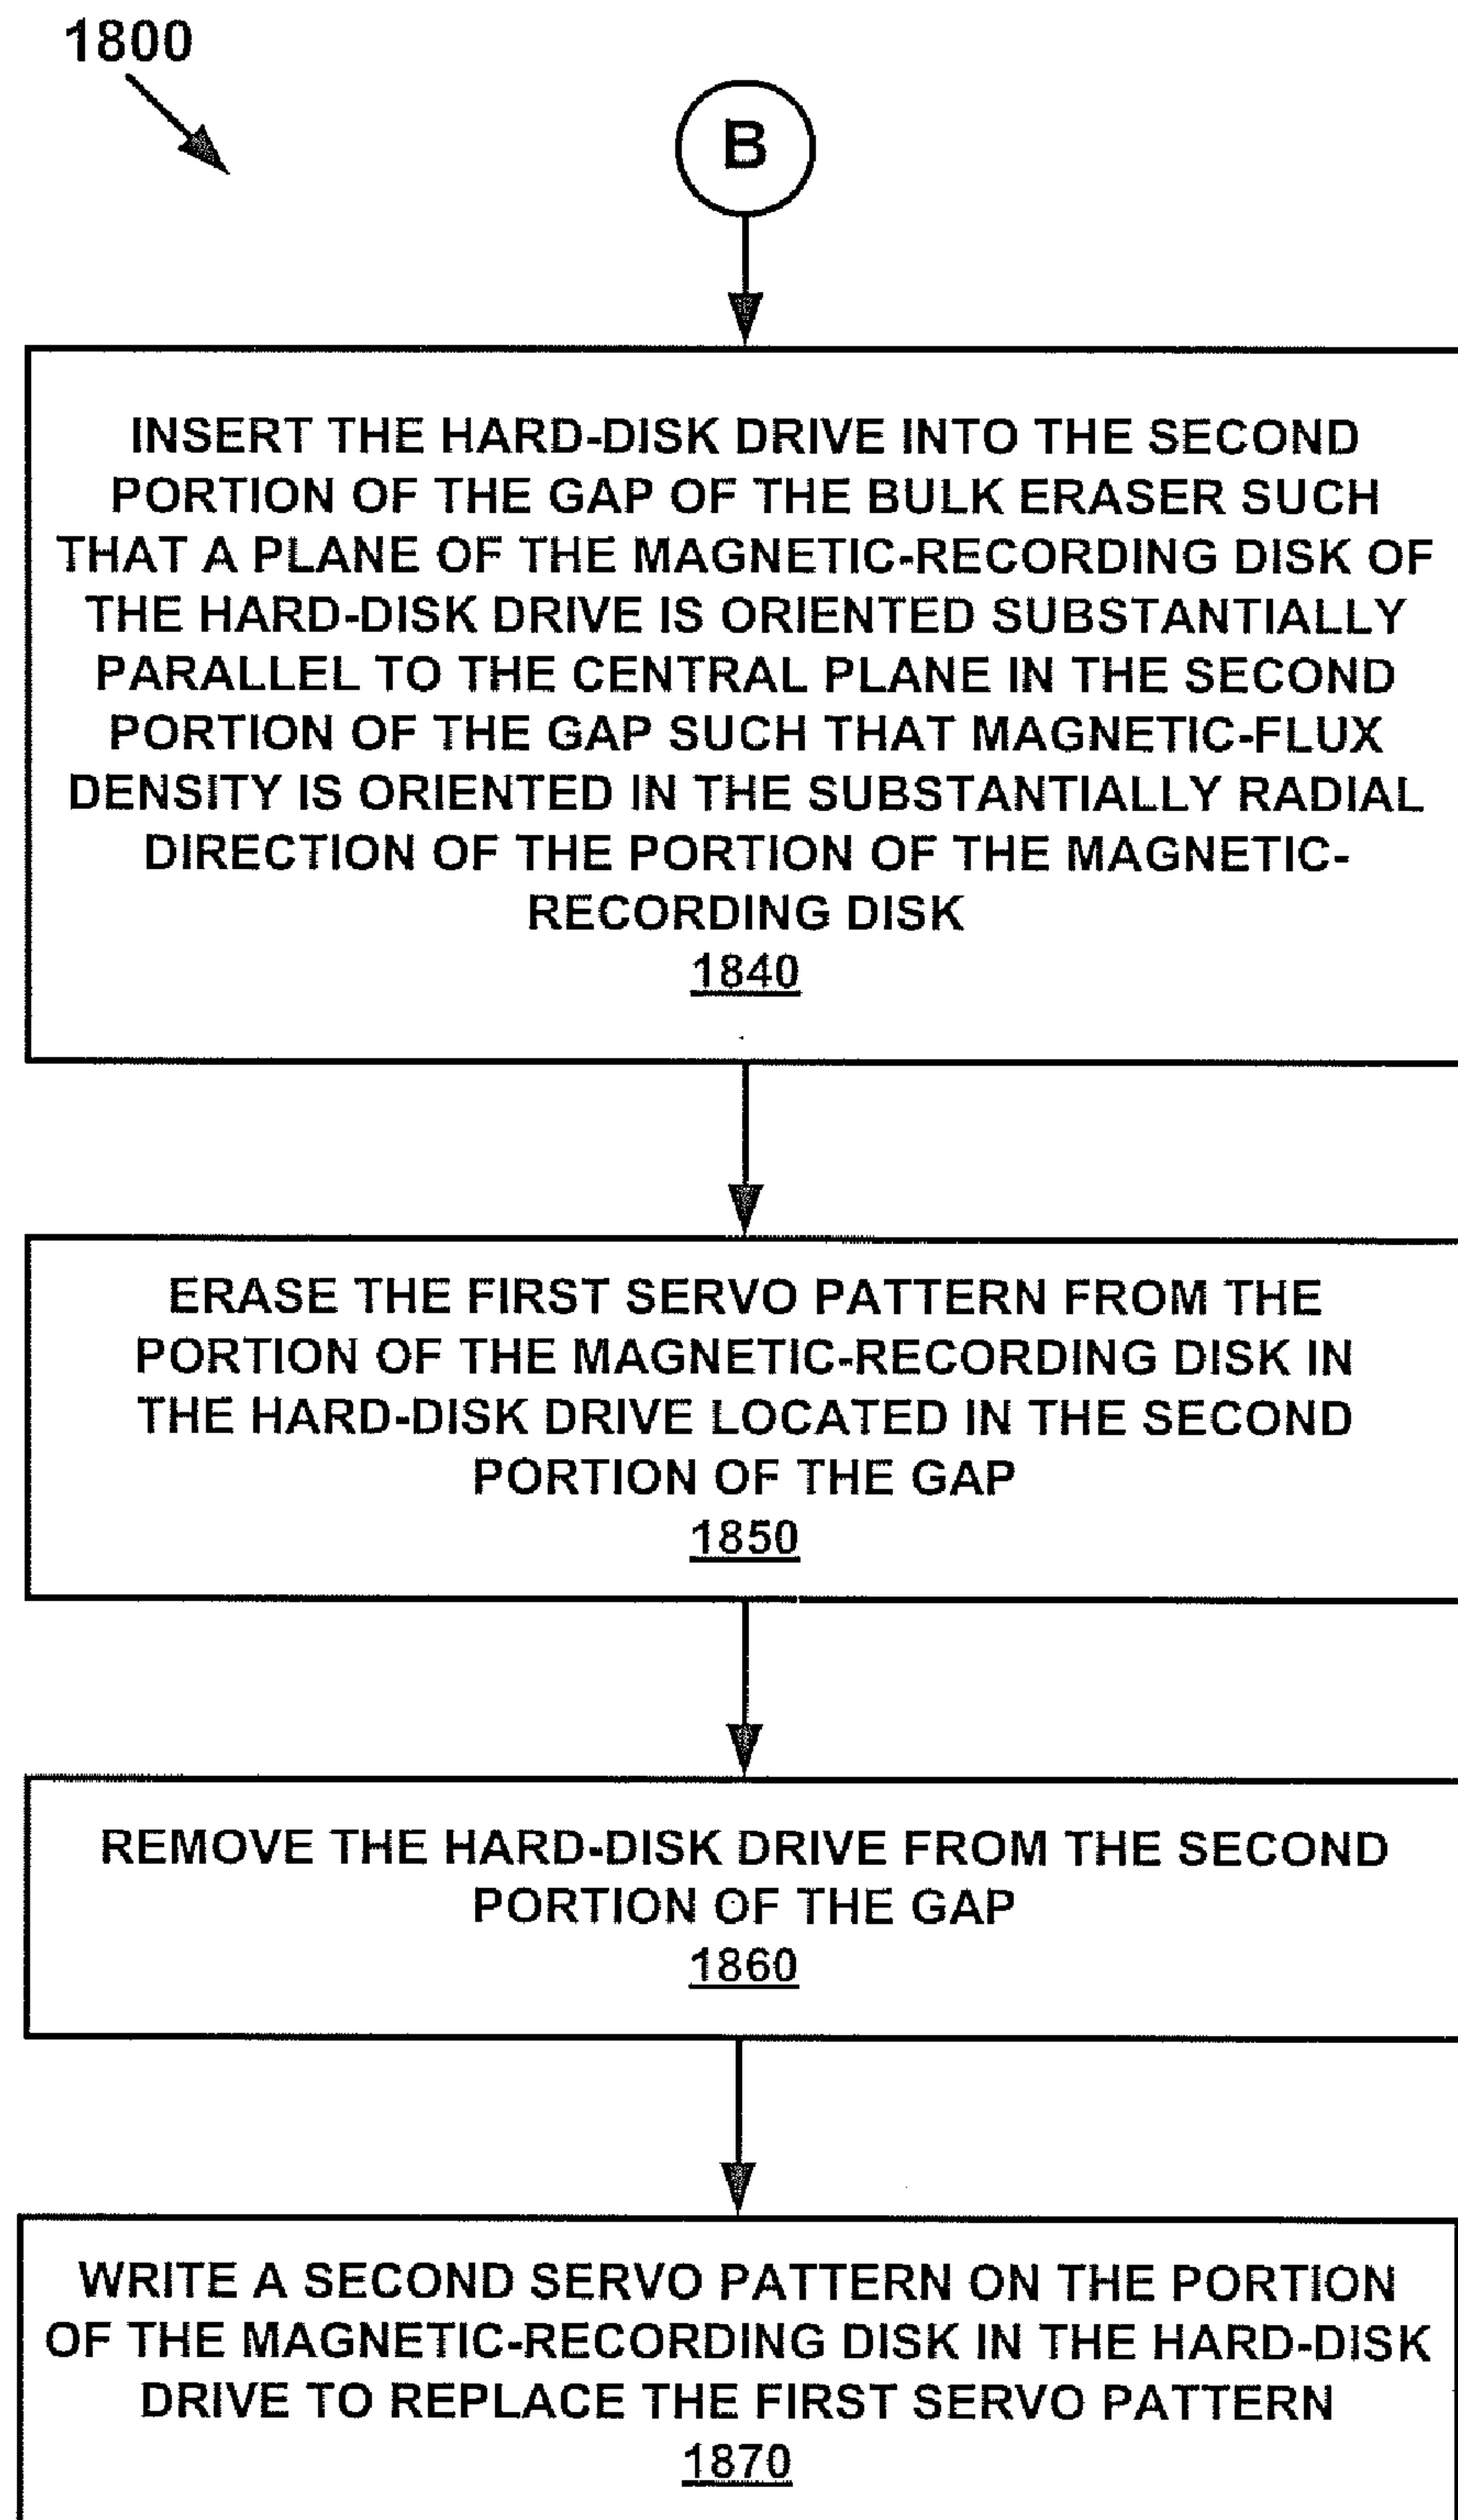 1800
B
INSERT THE HARD-DISK DRIVE INTO THE SECOND
PORTION OF THE GAP OF THE BULK ERASER SUCH
THAT A PLANE OF THE MAGNETIC-RECORDING DISK OF
THE HARD-DISK DRIVE IS ORIENTED SUBSTANTIALLY
PARALLEL TO THE CENTRAL PLANE IN THE SECOND
PORTION OF THE GAP SUCH THAT MAGNETIC-FLUX
DENSITY IS ORIENTED IN THE SUBSTANTIALLY RADIAL
DIRECTION OF THE PORTION OF THE MAGNETIC-
RECORDING DISK
1840
ERASE THE FIRST SERVO PATTERN FROM THE
PORTION OF THE MAGNETIC-RECORDING DISK IN
THE HARD-DISK DRIVE LOCATED IN THE SECOND
PORTION OF THE GAP
1850
REMOVE THE HARD-DISK DRIVE FROM THE SECOND
PORTION OF THE GAP
1860
WRITE A SECOND SERVO PATTERN ON THE PORTION
OF THE MAGNETIC-RECORDING DISK IN THE HARD-DISK
DRIVE TO REPLACE THE FIRST SERVO PATTERN
1870